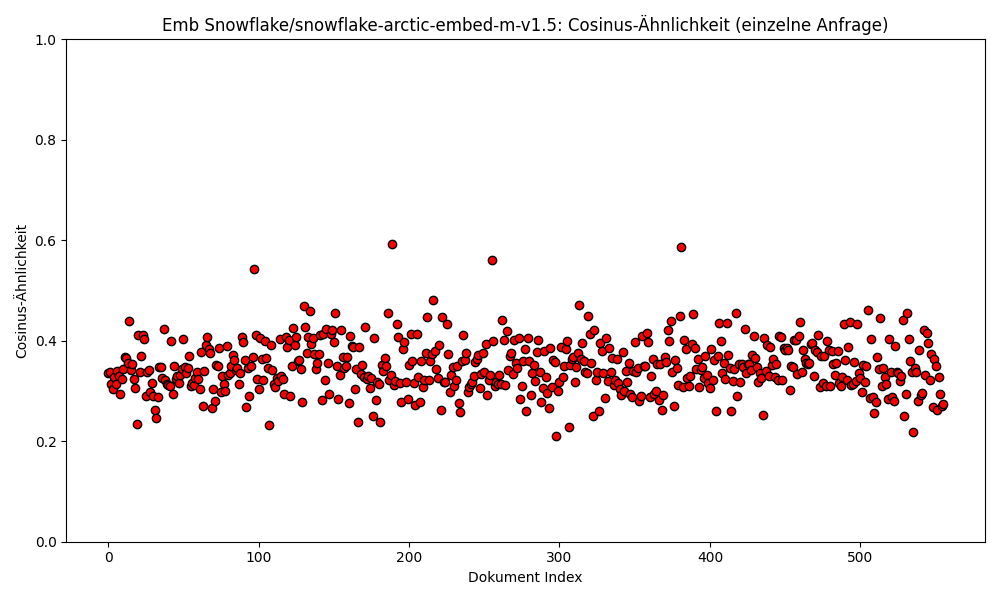 Emb Snowflake/snowflake-arctic-embed-m-v1.5: Cosinus-Ähnlichkeit (einzelne Anfrage)
1.0
0.8
0.6
0.4
0.2
0.0
Cosinus-Ähnlichkeit
0 100 200 300 400 500
Dokument Index